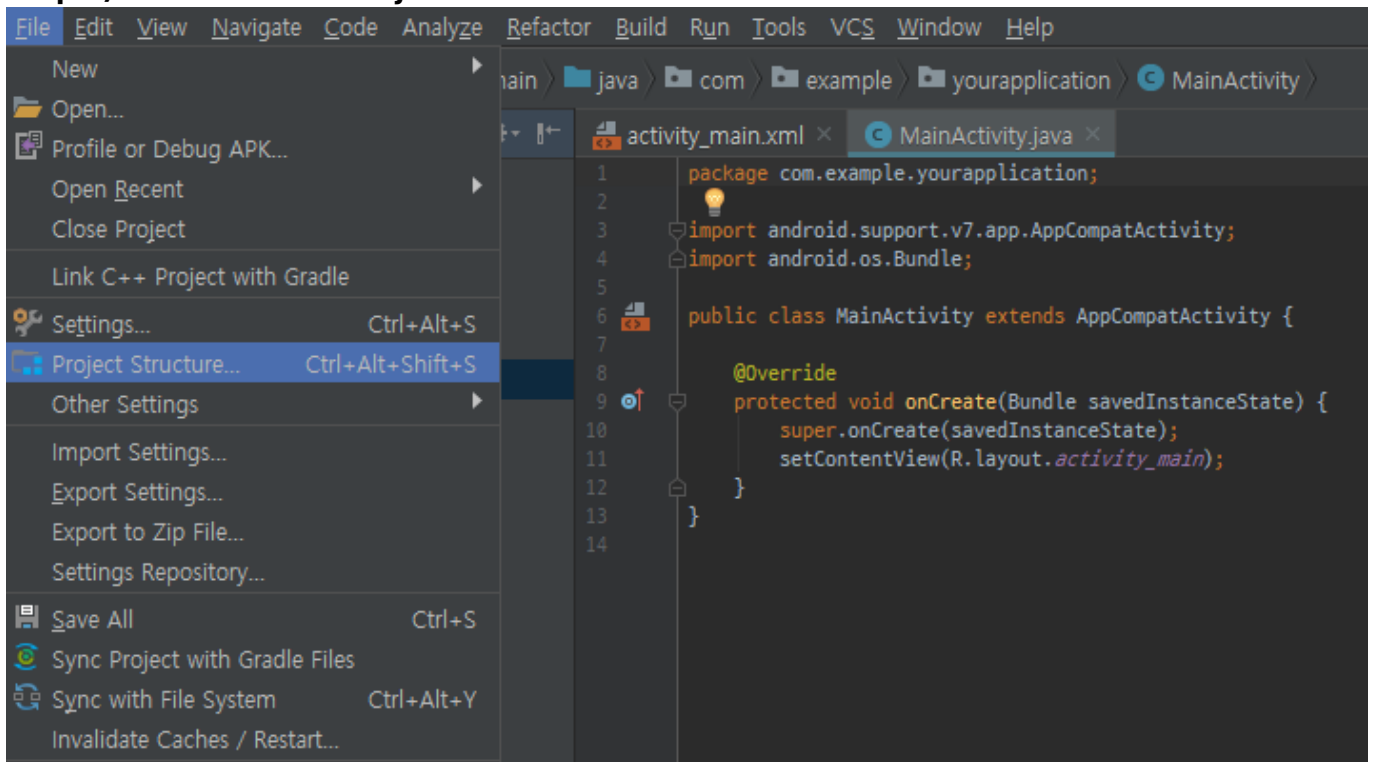 File Edit View Navigate Code Analyze Refactor Build Run Tools VCS Window Help
New
Open...
Profile or Debug APK...
Open Recent
Close Project
Link C++ Project with Gradle
Settings... Ctrl+Alt+S
Project Structure... Ctrl+Alt+Shift+S
Other Settings
Import Settings...
Export Settings...
Export to Zip File...
Settings Repository...
Save All Ctrl+S
Sync Project with Gradle Files
Sync with File System Ctrl+Alt+Y
Invalidate Caches / Restart...
java com example yourapplication MainActivity
activity_main.xml MainActivity.java
1 package com.example.yourapplication;
2
3 import android.support.v7.app.AppCompatActivity;
4 import android.os.Bundle;
5
6 public class MainActivity extends AppCompatActivity {
7
8 @Override
9 protected void onCreate(Bundle savedInstanceState) {
10 super.onCreate(savedInstanceState);
11 setContentView(R.layout.activity_main);
12 }
13 }
14